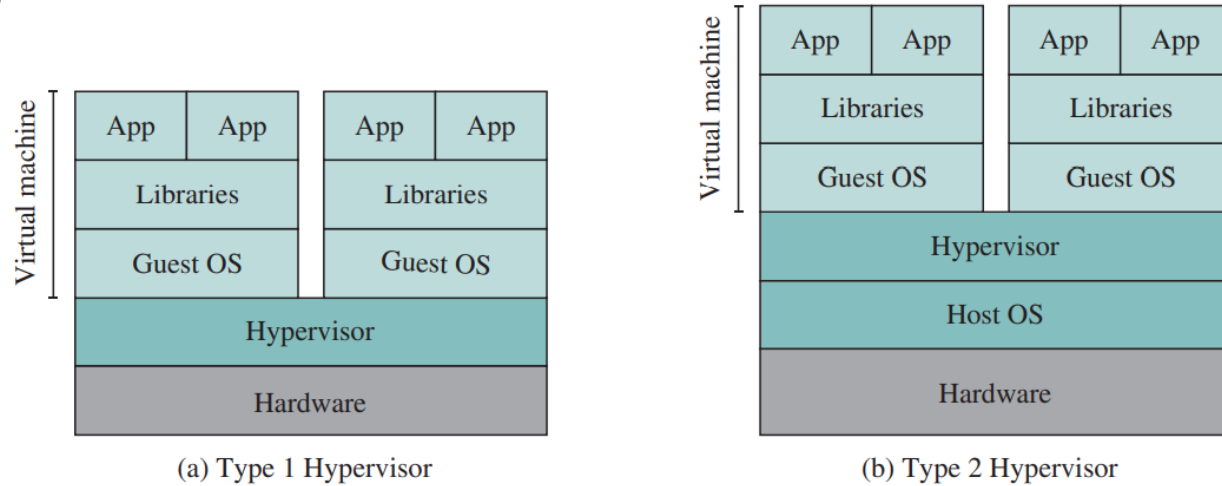 Virtual machine
App App App App
Libraries Libraries
Guest OS Guest OS
Hypervisor
Hardware
(a) Type 1 Hypervisor
Virtual machine
App App App App
Libraries Libraries
Guest OS Guest OS
Hypervisor
Host OS
Hardware
(b) Type 2 Hypervisor